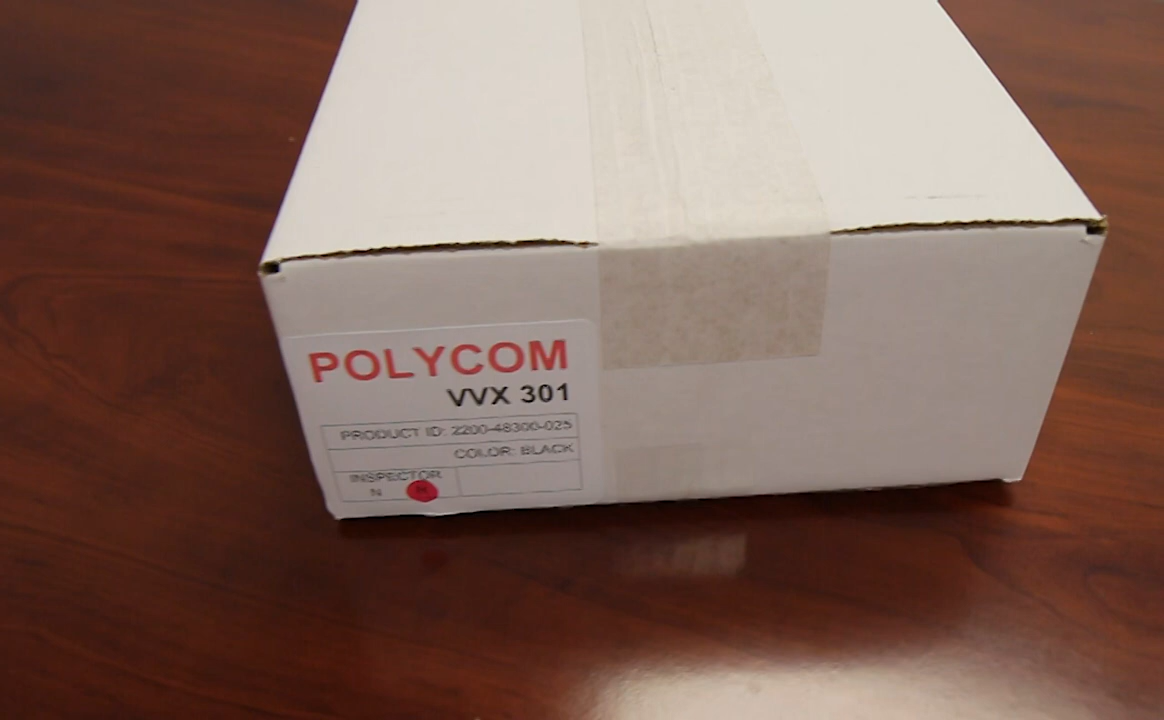 POLYCOM
VVX 301
PRODUCT ID: 2200-48300-025
COLOR: BLACK
INSPECTOR
N